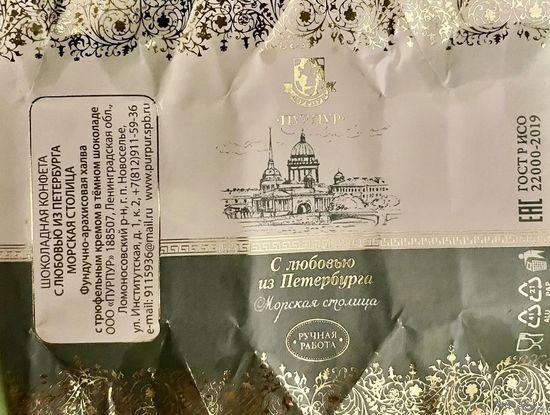 ШОКОЛАДНАЯ КОНФЕТА
С ЛЮБОВЬЮ ИЗ ПЕТЕРБУРГА
МОРСКАЯ СТОЛИЦА
Фундучно-арахисовая халва
с трюфельным кремом в тёмном шоколаде
ООО «ПУРПУР» 188507, Ленинградская обл.,
Ломоносовский р-н, г. п. Новоселье,
ул. Институтская, д. 1, к. 2, +7(812)911-59-36
e-mail: 9115936@mail.ru www.purpur.spb.ru
ПУРПУР
С любовью
из Петербурга
Морская столица
РУЧНАЯ
РАБОТА
ГОСТ Р ИСО
22000-2019
EAC